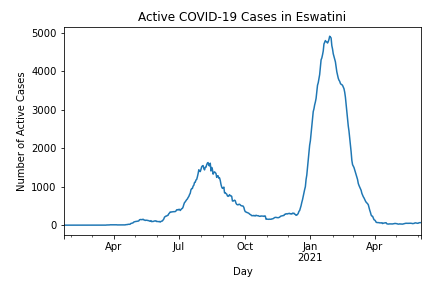 Active COVID-19 Cases in Eswatini
5000
4000
3000
2000
1000
0
Number of Active Cases
Apr Jul Oct Jan Apr
2021
Day